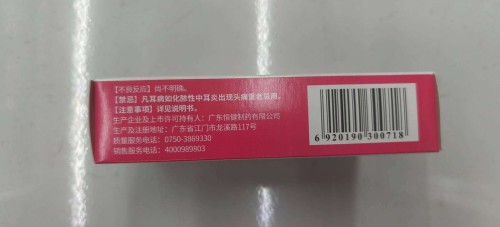 【不良反应】尚不明确。
【禁忌】凡耳病如化脓性中耳炎出现头痛重者禁用。
【注意事项】详见说明书。
生产企业及上市许可持有人：广东恒健制药有限公司
生产及注册地址：广东省江门市龙溪路117号
质量服务电话：0750-3869330
销售服务电话：4000989803
6 920190 300718